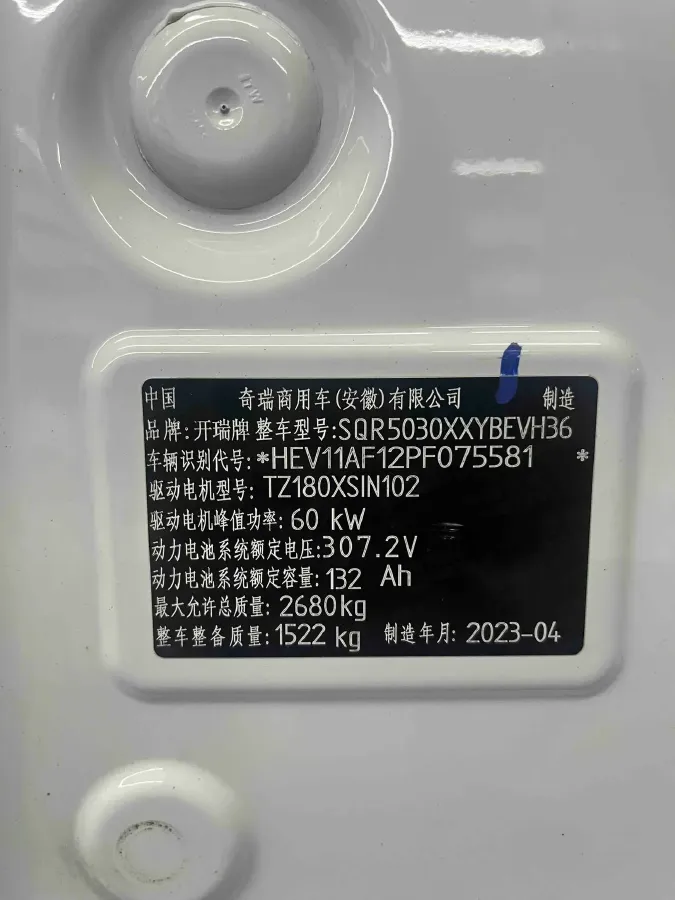 中国 奇瑞商用车(安徽)有限公司 制造
品牌:开瑞牌 整车型号:SQR5030XXYBEVH36
车辆识别代号:*HEV11AF12PF075581 *
驱动电机型号: TZ180XSIN102
驱动电机峰值功率: 60 kW
动力电池系统额定电压:307.2V
动力电池系统额定容量: 132 Ah
最大允许总质量: 2680kg
整车整备质量:1522 kg 制造年月: 2023-04